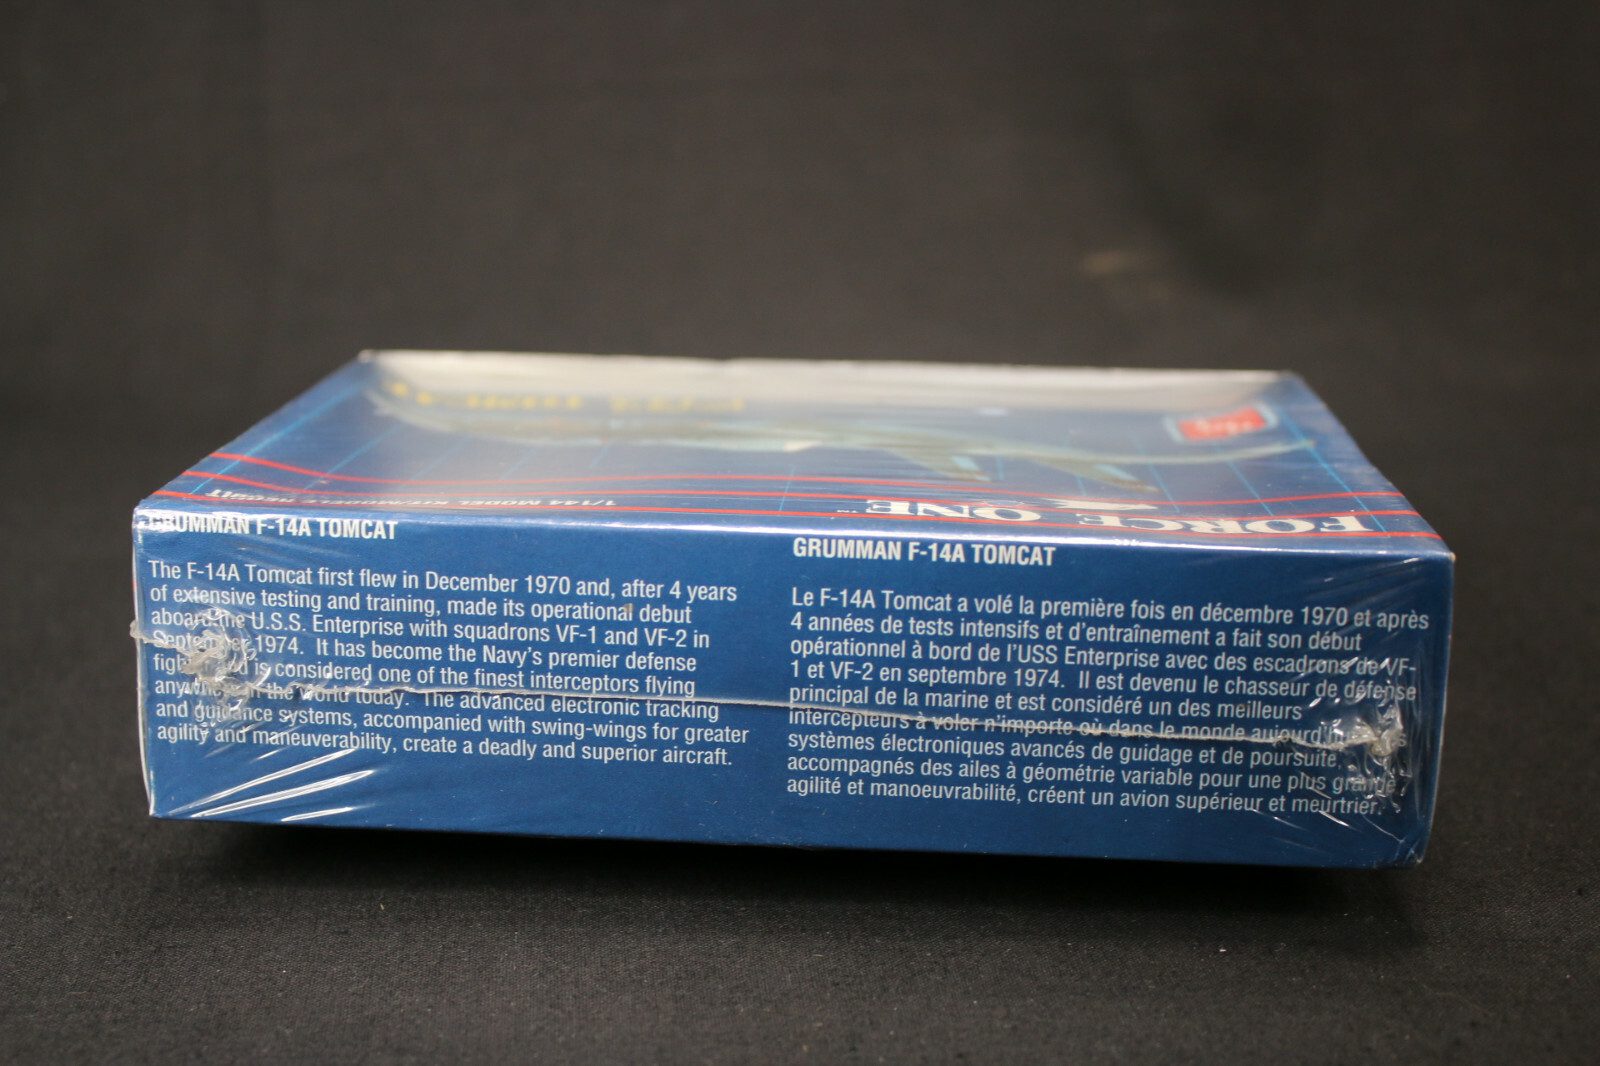 1/144 MODEL KIT/MODÈLE RÉDUIT
FORCE ONE™
GRUMMAN F-14A TOMCAT
The F-14A Tomcat first flew in December 1970 and, after 4 years
of extensive testing and training, made its operational debut
aboard the U.S.S. Enterprise with squadrons VF-1 and VF-2 in
September 1974. It has become the Navy's premier defense
fighter and is considered one of the finest interceptors flying
anywhere in the world today. The advanced electronic tracking
and guidance systems, accompanied with swing-wings for greater
agility and maneuverability, create a deadly and superior aircraft.
GRUMMAN F-14A TOMCAT
Le F-14A Tomcat a volé la première fois en décembre 1970 et après
4 années de tests intensifs et d'entraînement a fait son début
opérationnel à bord de l'USS Enterprise avec des escadrons de VF-
1 et VF-2 en septembre 1974. Il est devenu le chasseur de défense
principal de la marine et est considéré un des meilleurs
intercepteurs à voler n'importe où dans le monde aujourd'hui.
systèmes électroniques avancés de guidage et de poursuite,
accompagnés des ailes à géométrie variable pour une plus grande
agilité et manoeuvrabilité, créent un avion supérieur et meurtrier.